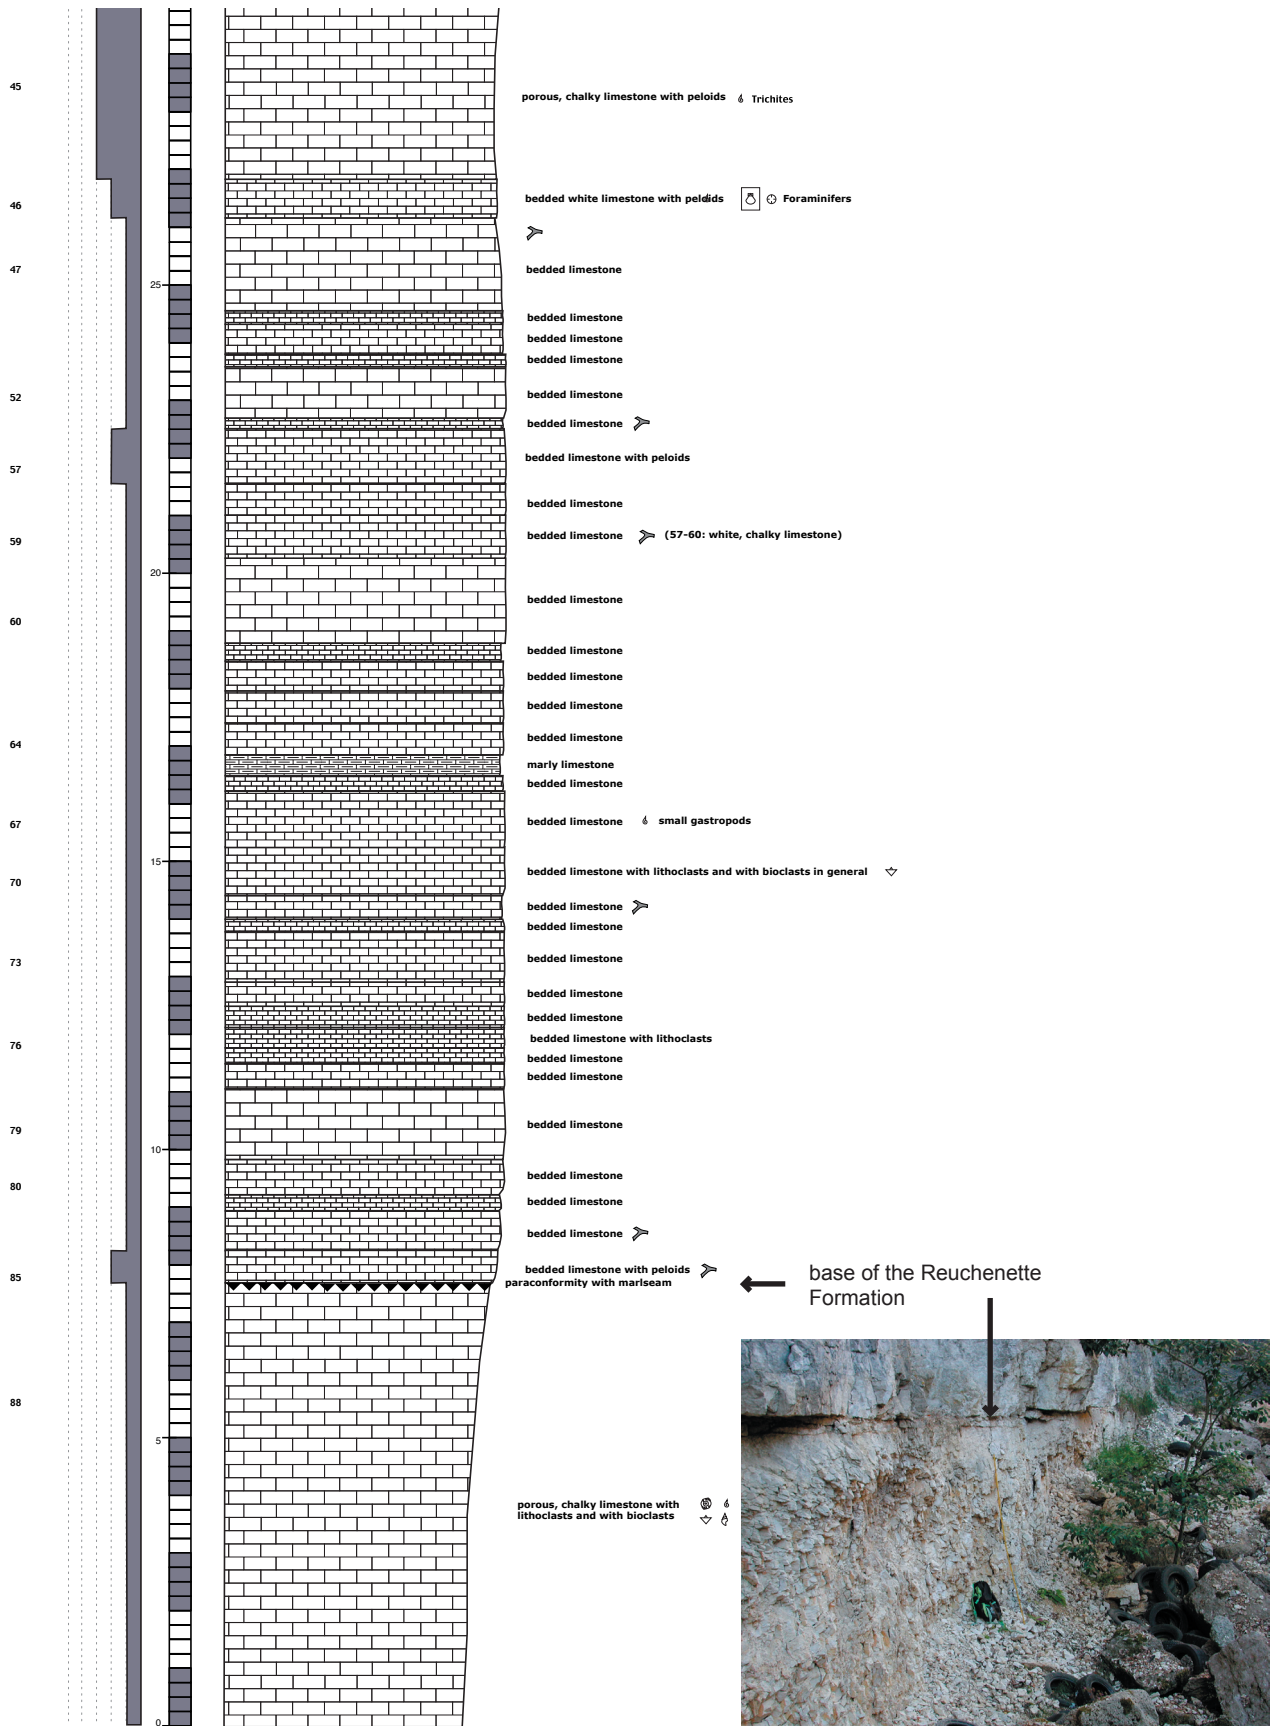 45
porous, chalky limestone with peloids Trichites
46
bedded white limestone with peloids Foraminifers
47
bedded limestone
25
bedded limestone
bedded limestone
bedded limestone
52
bedded limestone
bedded limestone
57
bedded limestone with peloids
bedded limestone
59
bedded limestone (57-60: white, chalky limestone)
20
60
bedded limestone
bedded limestone
bedded limestone
bedded limestone
64
bedded limestone
marly limestone
bedded limestone
67
bedded limestone small gastropods
15
70
bedded limestone with lithoclasts and with bioclasts in general
bedded limestone
bedded limestone
73
bedded limestone
bedded limestone
bedded limestone
76
bedded limestone with lithoclasts
bedded limestone
bedded limestone
79
bedded limestone
10
80
bedded limestone
bedded limestone
bedded limestone
85
bedded limestone with peloids
paraconformity with marlseam
base of the Reuchenette
Formation
88
5
porous, chalky limestone with
lithoclasts and with bioclasts
0